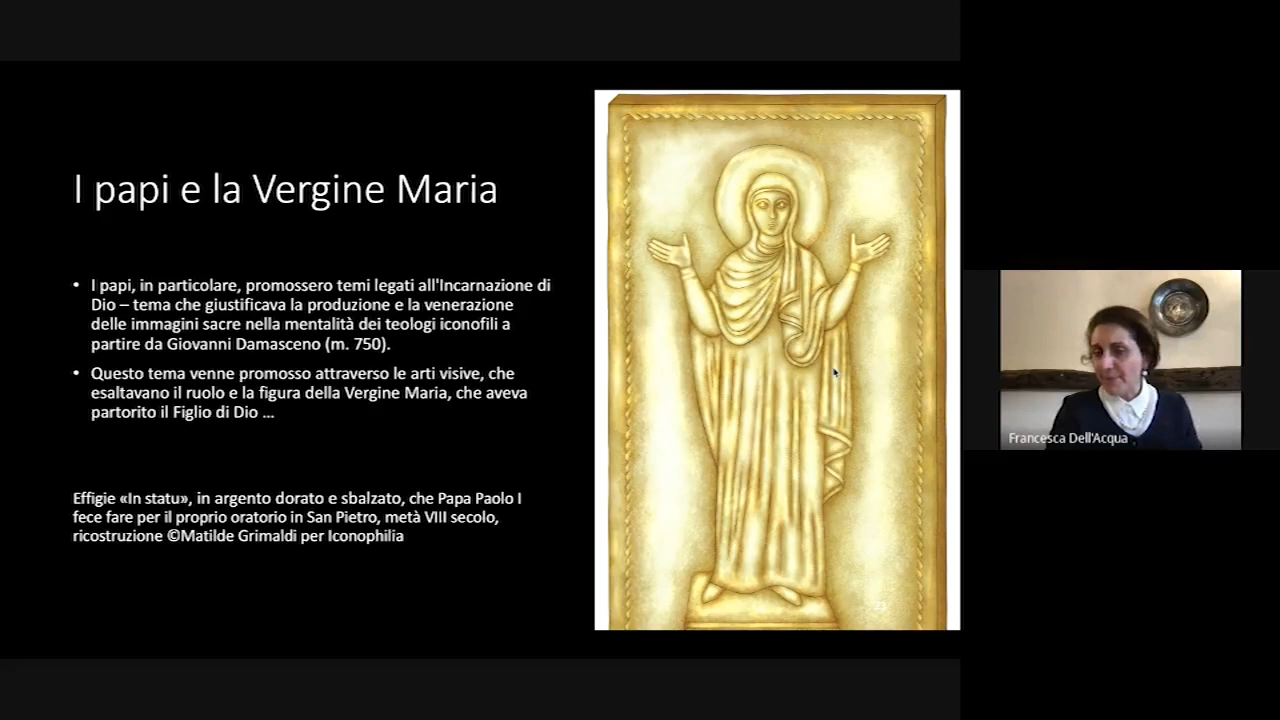 I papi e la Vergine Maria
• I papi, in particolare, promossero temi legati all'Incarnazione di
Dio – tema che giustificava la produzione e la venerazione
delle immagini sacre nella mentalità dei teologi iconofili a
partire da Giovanni Damasceno (m. 750).
• Questo tema venne promosso attraverso le arti visive, che
esaltavano il ruolo e la figura della Vergine Maria, che aveva
partorito il Figlio di Dio ...
Effigie «In statu», in argento dorato e sbalzato, che Papa Paolo I
fece fare per il proprio oratorio in San Pietro, metà VIII secolo,
ricostruzione ©Matilde Grimaldi per Iconophilia
Francesca Dell'Acqua